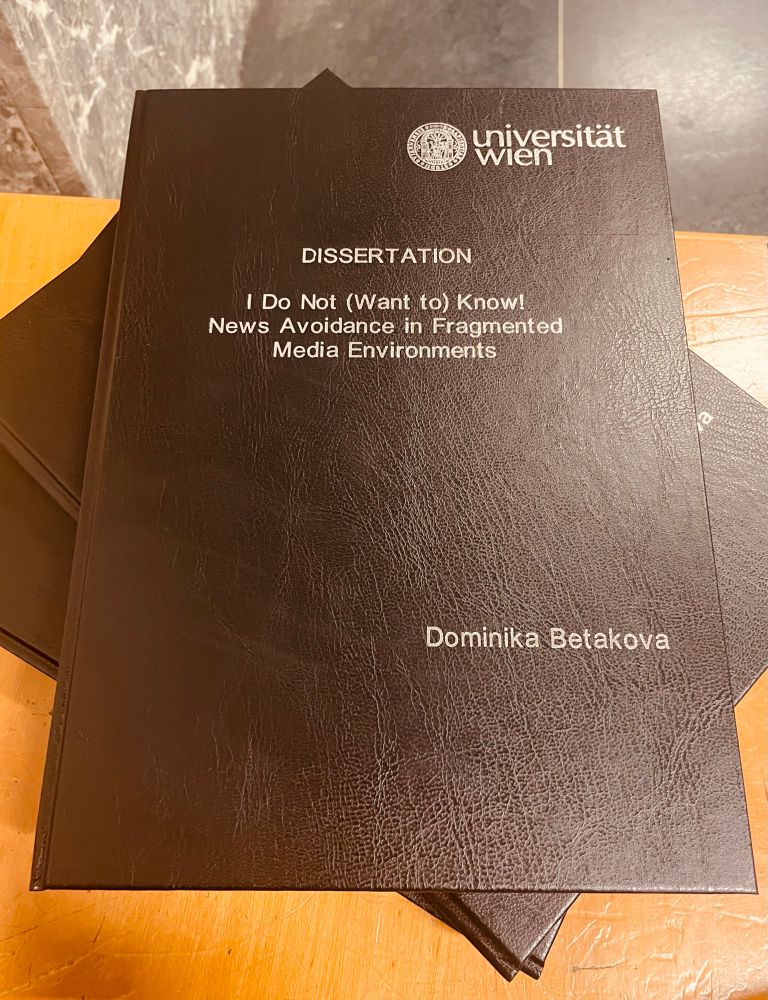 universität
wien
DISSERTATION
I Do Not (Want to) Know!
News Avoidance in Fragmented
Media Environments
Dominika Betakova